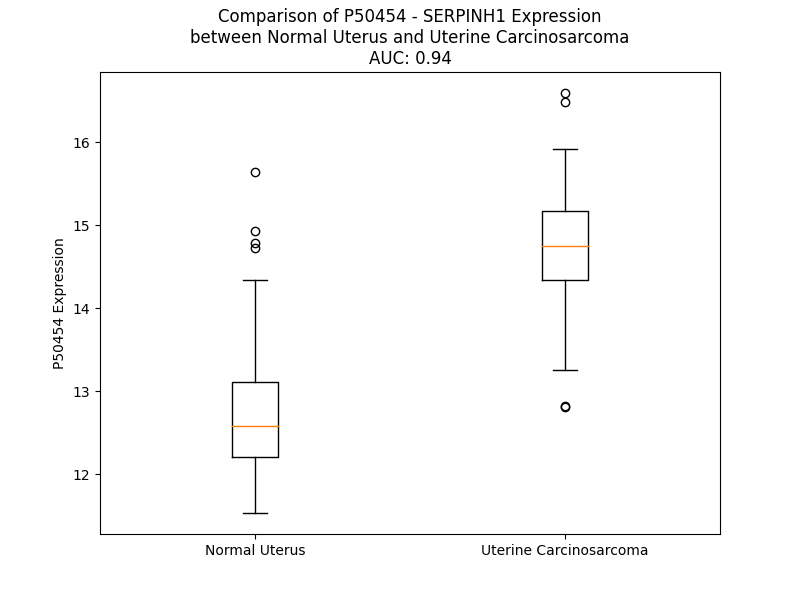 Comparison of P50454 - SERPINH1 Expression
between Normal Uterus and Uterine Carcinosarcoma
AUC: 0.94
16
15
14
13
12
P50454 Expression
Normal Uterus
Uterine Carcinosarcoma